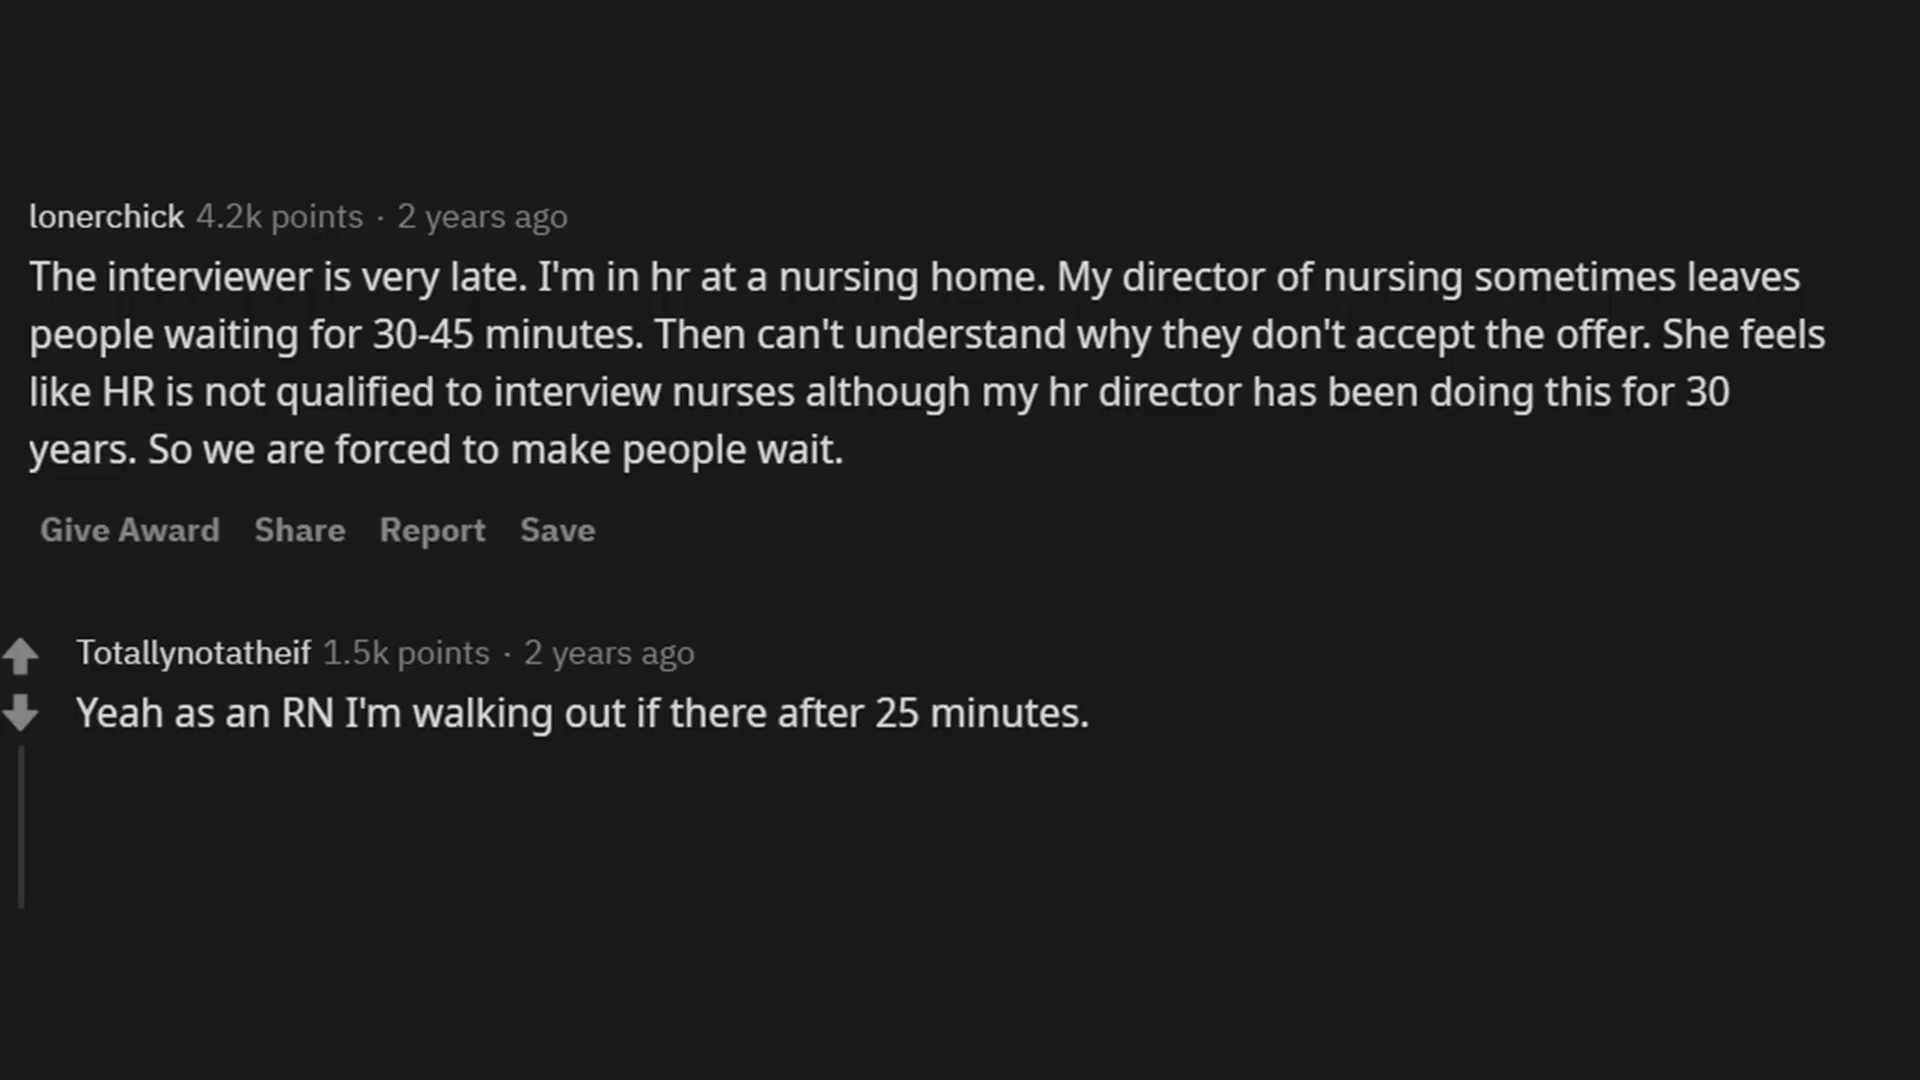 lonerchick 4.2k points · 2 years ago
The interviewer is very late. I'm in hr at a nursing home. My director of nursing sometimes leaves
people waiting for 30-45 minutes. Then can't understand why they don't accept the offer. She feels
like HR is not qualified to interview nurses although my hr director has been doing this for 30
years. So we are forced to make people wait.
Give Award Share Report Save
Totallynotatheif 1.5k points · 2 years ago
Yeah as an RN I'm walking out if there after 25 minutes.